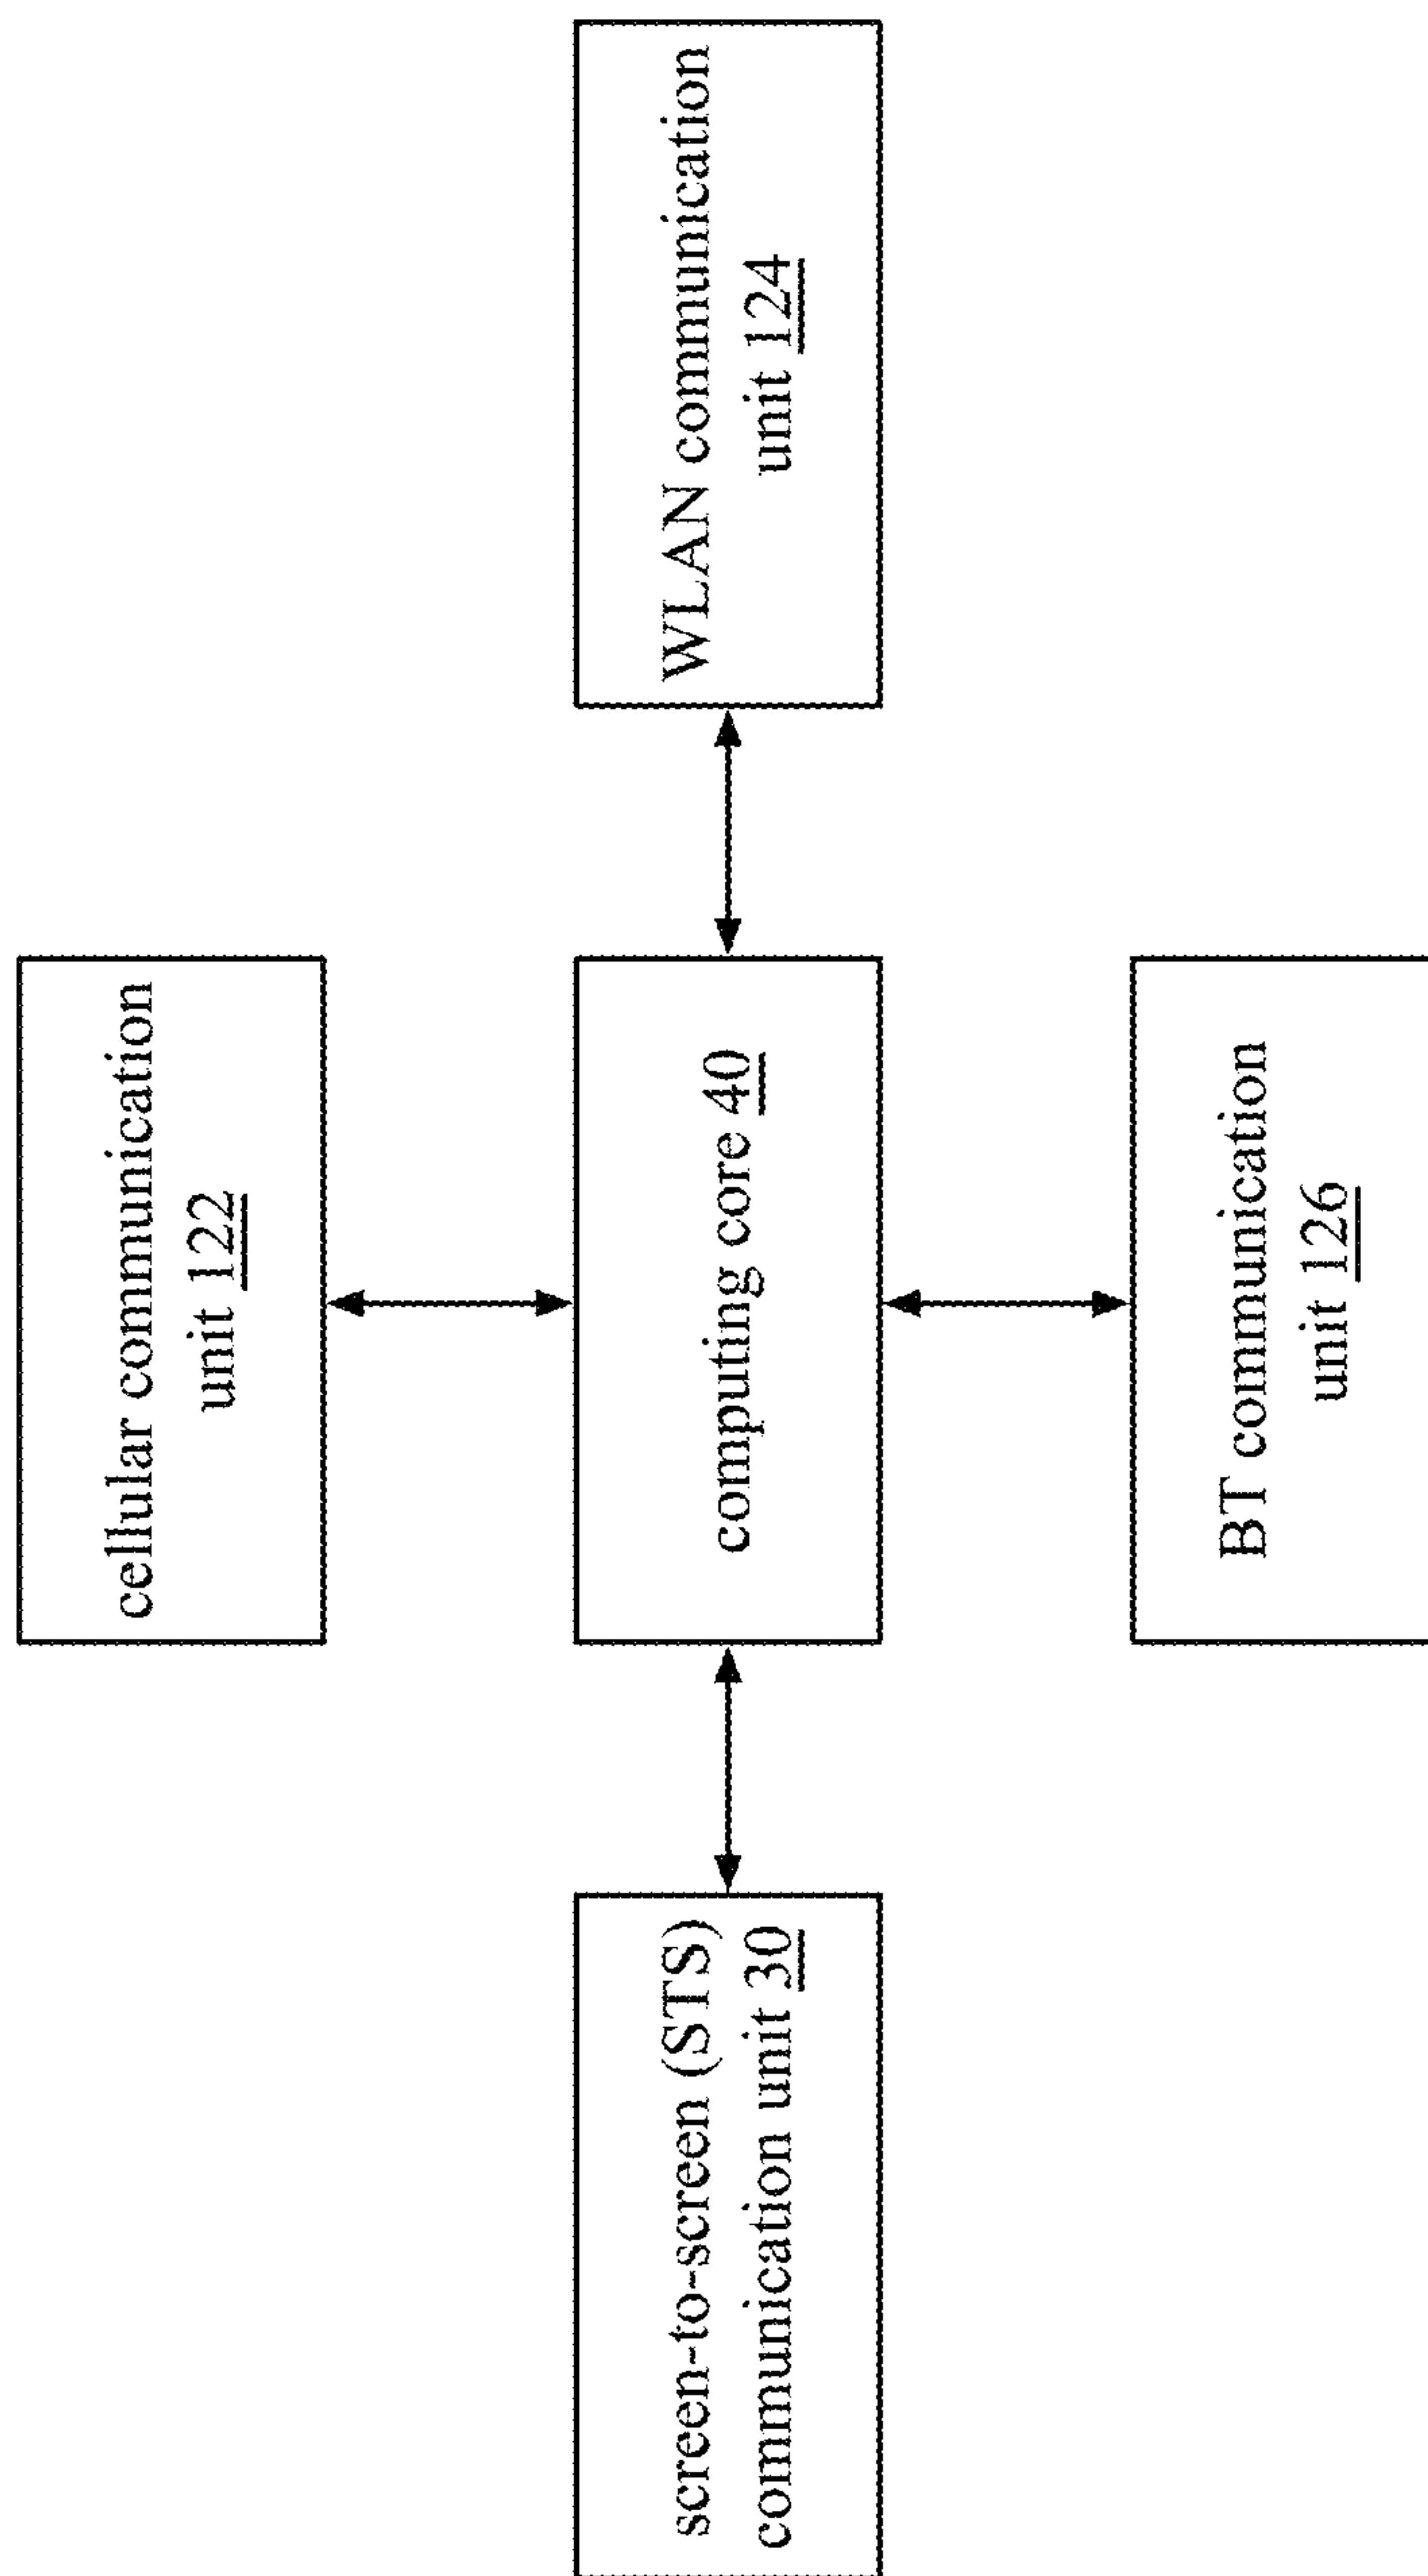 cellular communication
unit 122
screen-to-screen (STS)
communication unit 30
computing core 40
WLAN communication
unit 124
BT communication
unit 126